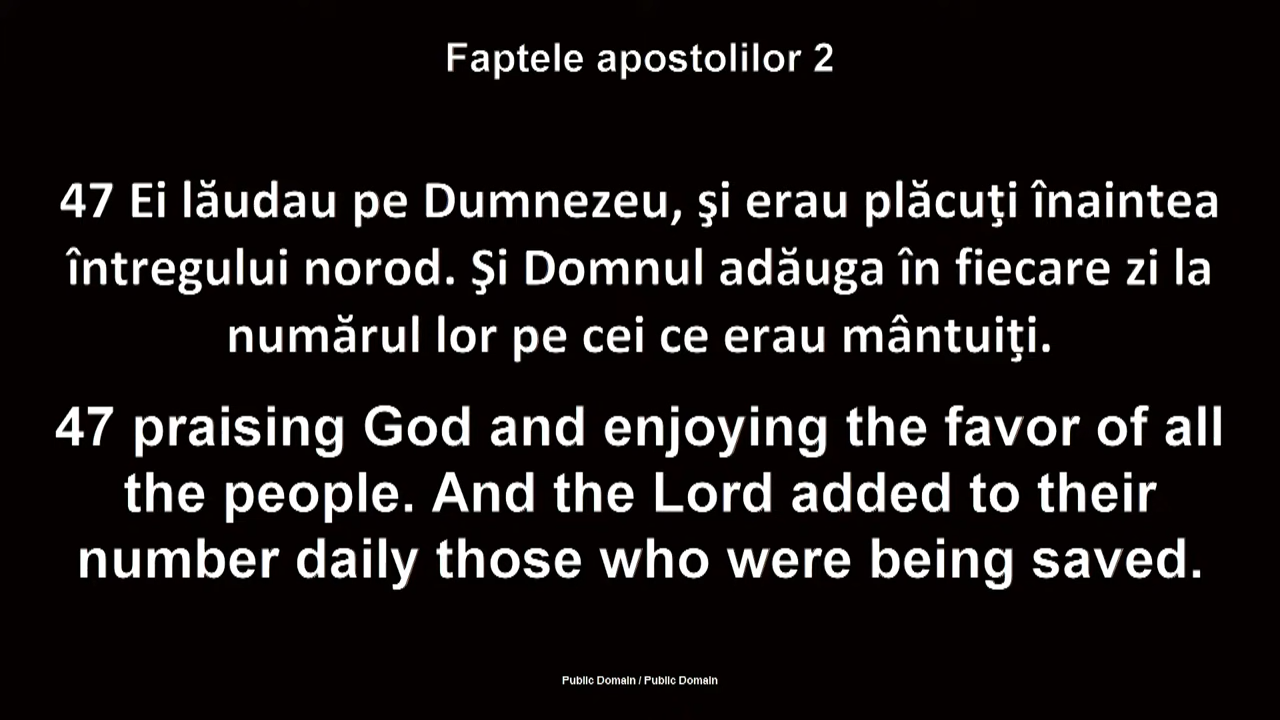 Faptele apostolilor 2
47 Ei lăudau pe Dumnezeu, şi erau plăcuţi înaintea
întregului norod. Şi Domnul adăuga în fiecare zi la
numărul lor pe cei ce erau mântuiţi.
47 praising God and enjoying the favor of all
the people. And the Lord added to their
number daily those who were being saved.
Public Domain / Public Domain